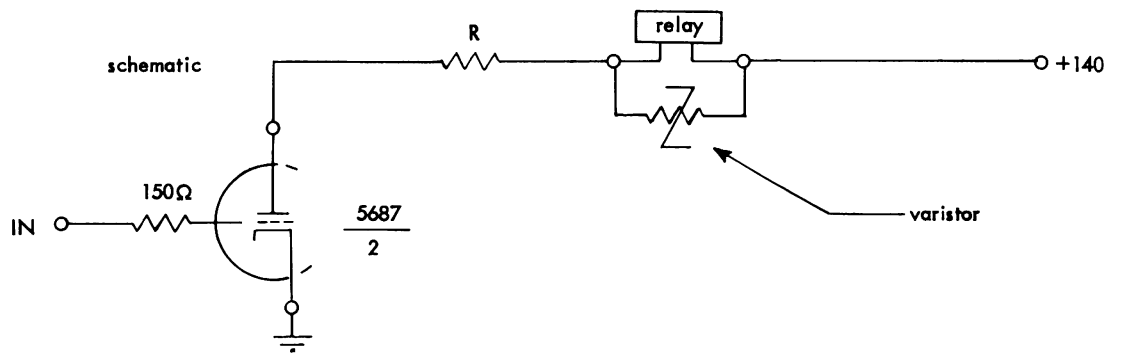 relay
R
schematic
+140
150Ω
IN
5687
2
varistor